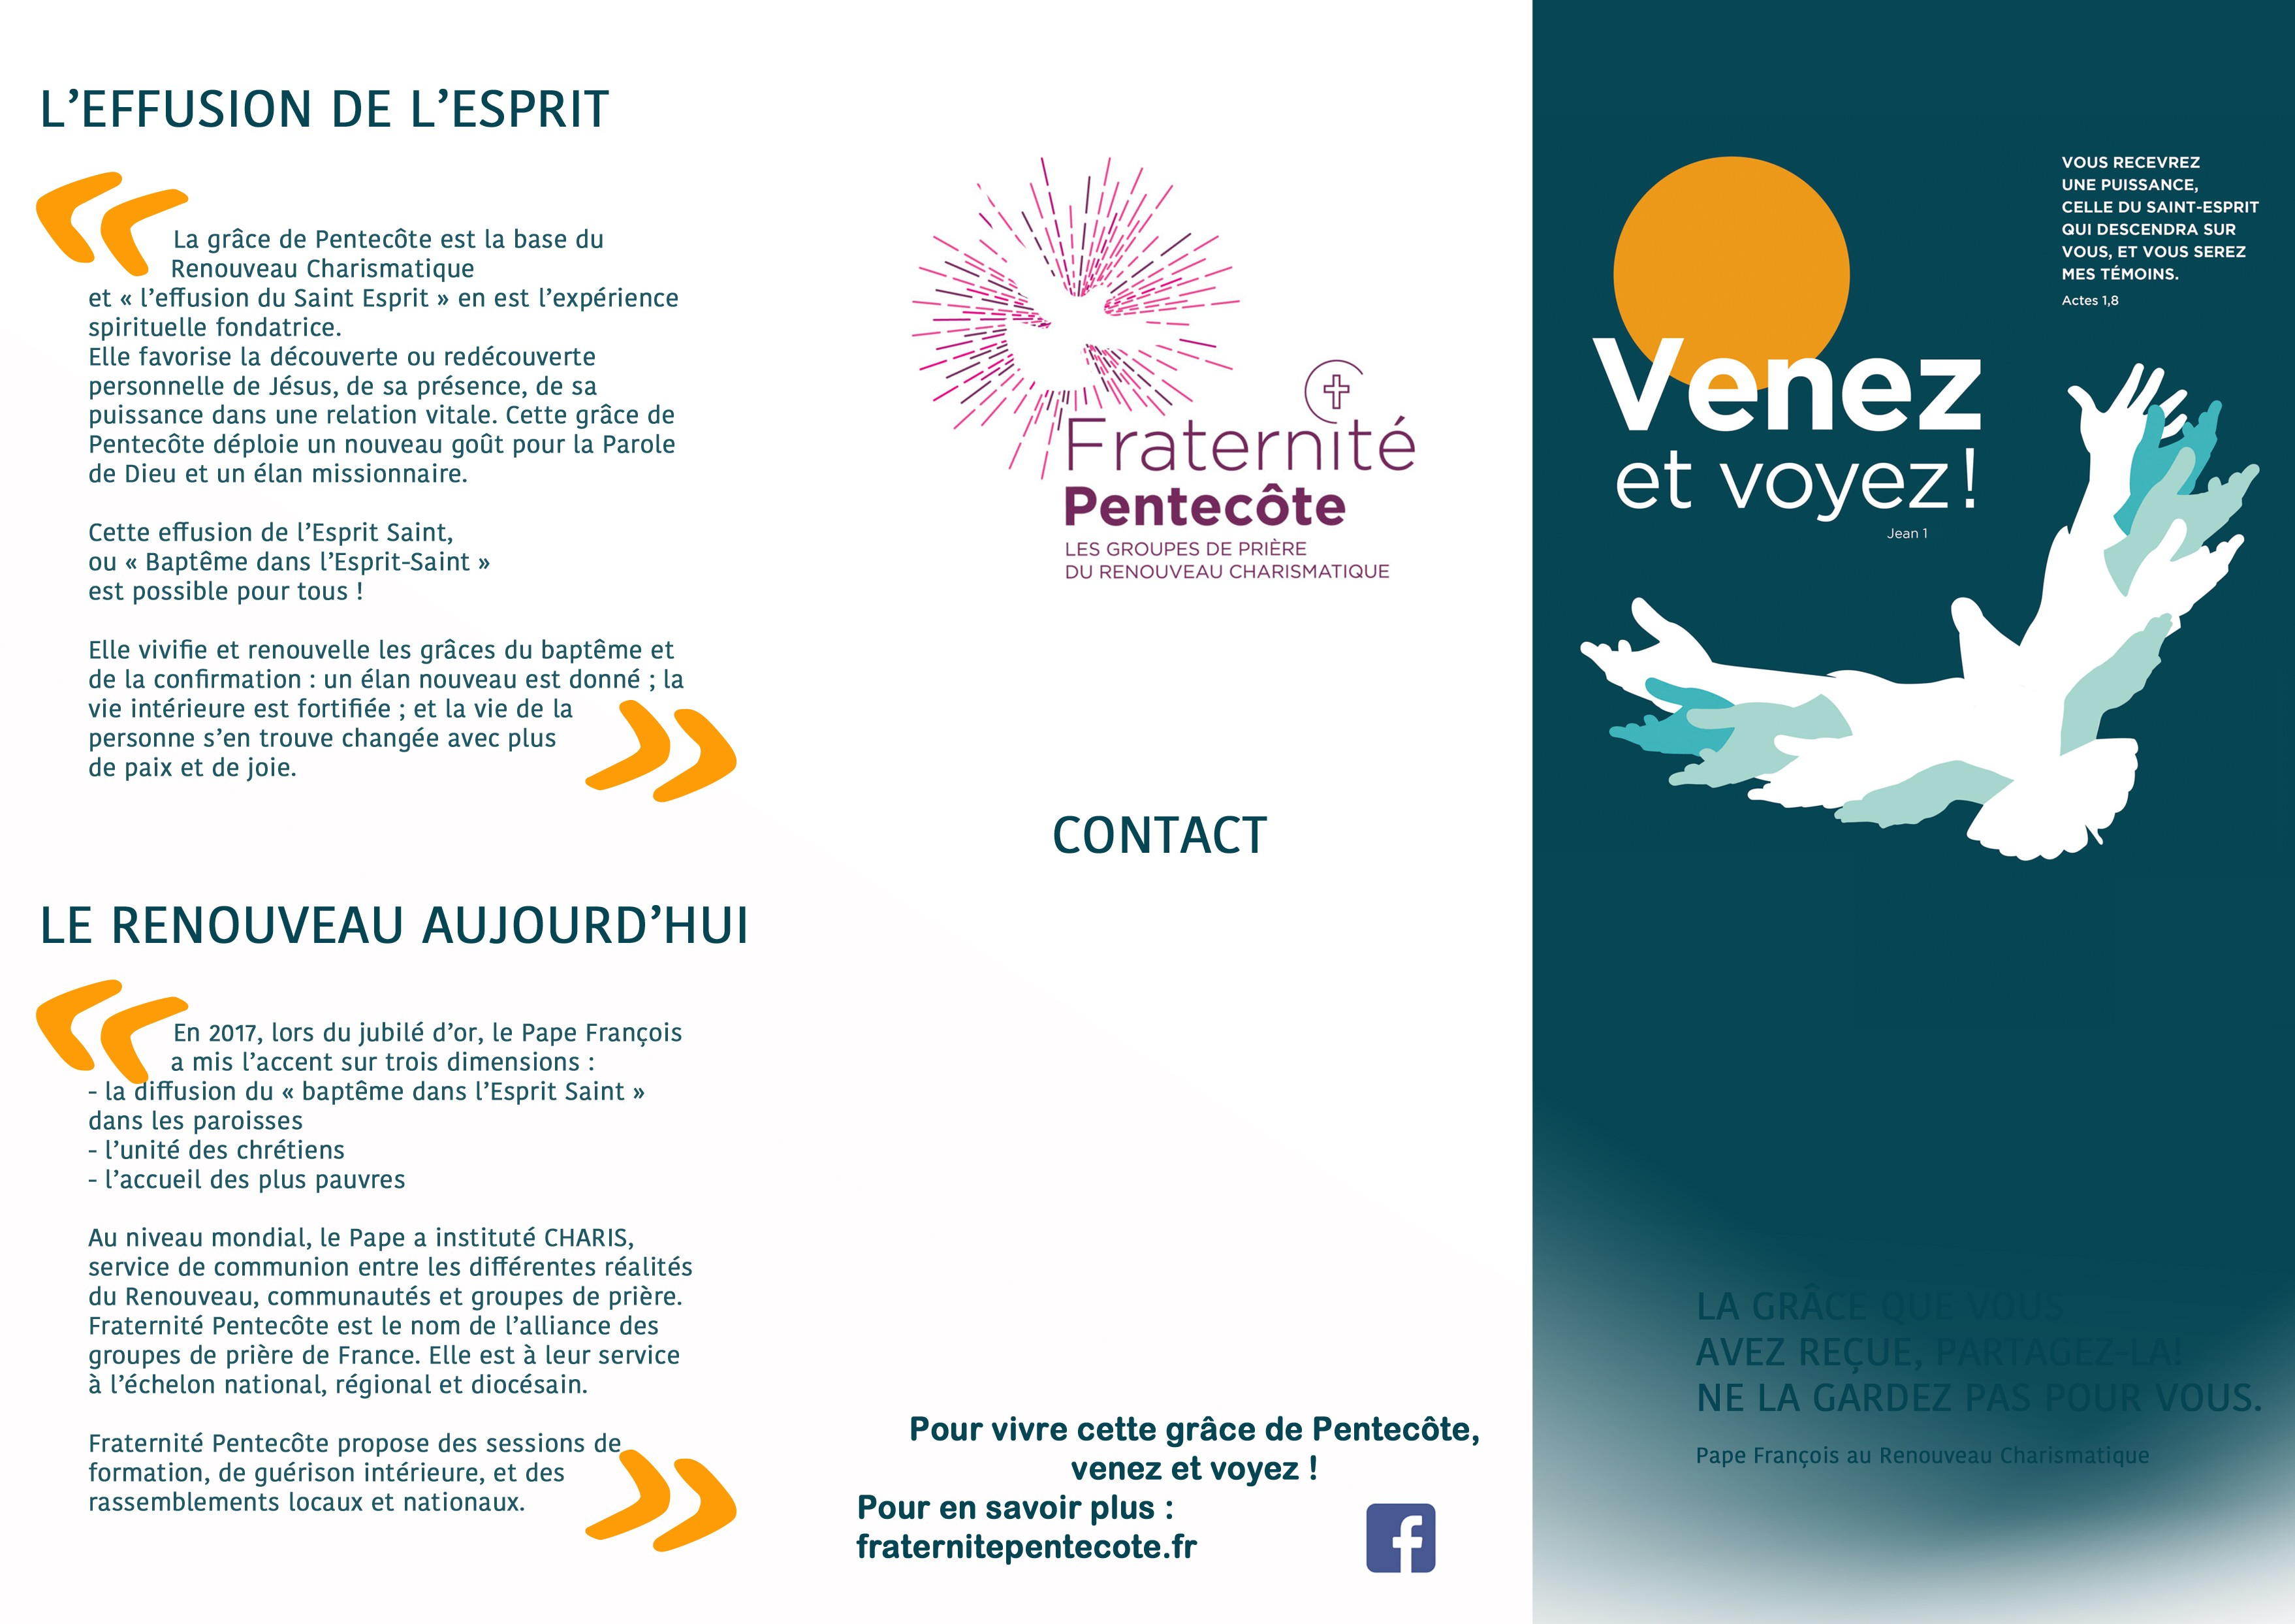 L’EFFUSION DE L’ESPRIT
La grâce de Pentecôte est la base du
Renouveau Charismatique
et « l’effusion du Saint Esprit » en est l’expérience
spirituelle fondatrice.
Elle favorise la découverte ou redécouverte
personnelle de Jésus, de sa présence, de sa
puissance dans une relation vitale. Cette grâce de
Pentecôte déploie un nouveau goût pour la Parole
de Dieu et un élan missionnaire.
Cette effusion de l’Esprit Saint,
ou « Baptême dans l’Esprit-Saint »
est possible pour tous !
Elle vivifie et renouvelle les grâces du baptême et
de la confirmation : un élan nouveau est donné ; la
vie intérieure est fortifiée ; et la vie de la
personne s’en trouve changée avec plus
de paix et de joie.
LE RENOUVEAU AUJOURD’HUI
En 2017, lors du jubilé d’or, le Pape François
a mis l’accent sur trois dimensions :
- la diffusion du « baptême dans l’Esprit Saint »
dans les paroisses
- l’unité des chrétiens
- l’accueil des plus pauvres
Au niveau mondial, le Pape a instituté CHARIS,
service de communion entre les différentes réalités
du Renouveau, communautés et groupes de prière.
Fraternité Pentecôte est le nom de l’alliance des
groupes de prière de France. Elle est à leur service
à l’échelon national, régional et diocésain.
Fraternité Pentecôte propose des sessions de
formation, de guérison intérieure, et des
rassemblements locaux et nationaux.
Fraternité
Pentecôte
LES GROUPES DE PRIÈRE
DU RENOUVEAU CHARISMATIQUE
CONTACT
Pour vivre cette grâce de Pentecôte,
venez et voyez !
Pour en savoir plus :
fraternitepentecote.fr
VOUS RECEVREZ
UNE PUISSANCE,
CELLE DU SAINT-ESPRIT
QUI DESCENDRA SUR
VOUS, ET VOUS SEREZ
MES TÉMOINS.
Actes 1,8
Venez
et voyez !
Jean 1
LA GRÂCE QUE VOUS
AVEZ REÇUE, PARTAGEZ-LA!
NE LA GARDEZ PAS POUR VOUS.
Pape François au Renouveau Charismatique